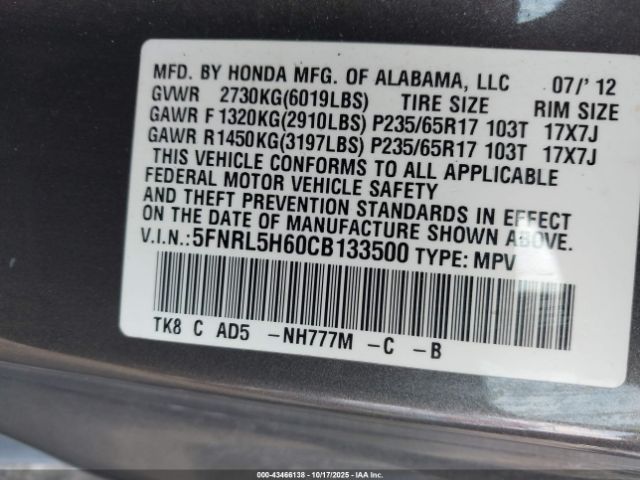 MFD. BY HONDA MFG. OF ALABAMA, LLC 07/'12
GVWR 2730KG(6019LBS) TIRE SIZE RIM SIZE
GAWR F 1320KG(2910LBS) P235/65R17 103T 17X7J
GAWR R1450KG(3197LBS) P235/65R17 103T 17X7J
THIS VEHICLE CONFORMS TO ALL APPLICABLE
FEDERAL MOTOR VEHICLE SAFETY
AND THEFT PREVENTION STANDARDS IN EFFECT
ON THE DATE OF MANUFACTURE SHOWN ABOVE.
V.I.N.:5FNRL5H60CB133500 TYPE: MPV
TK8 C AD5 -NH777M -C -B
000-43466138 - 10/17/2025 - IAAI.COM